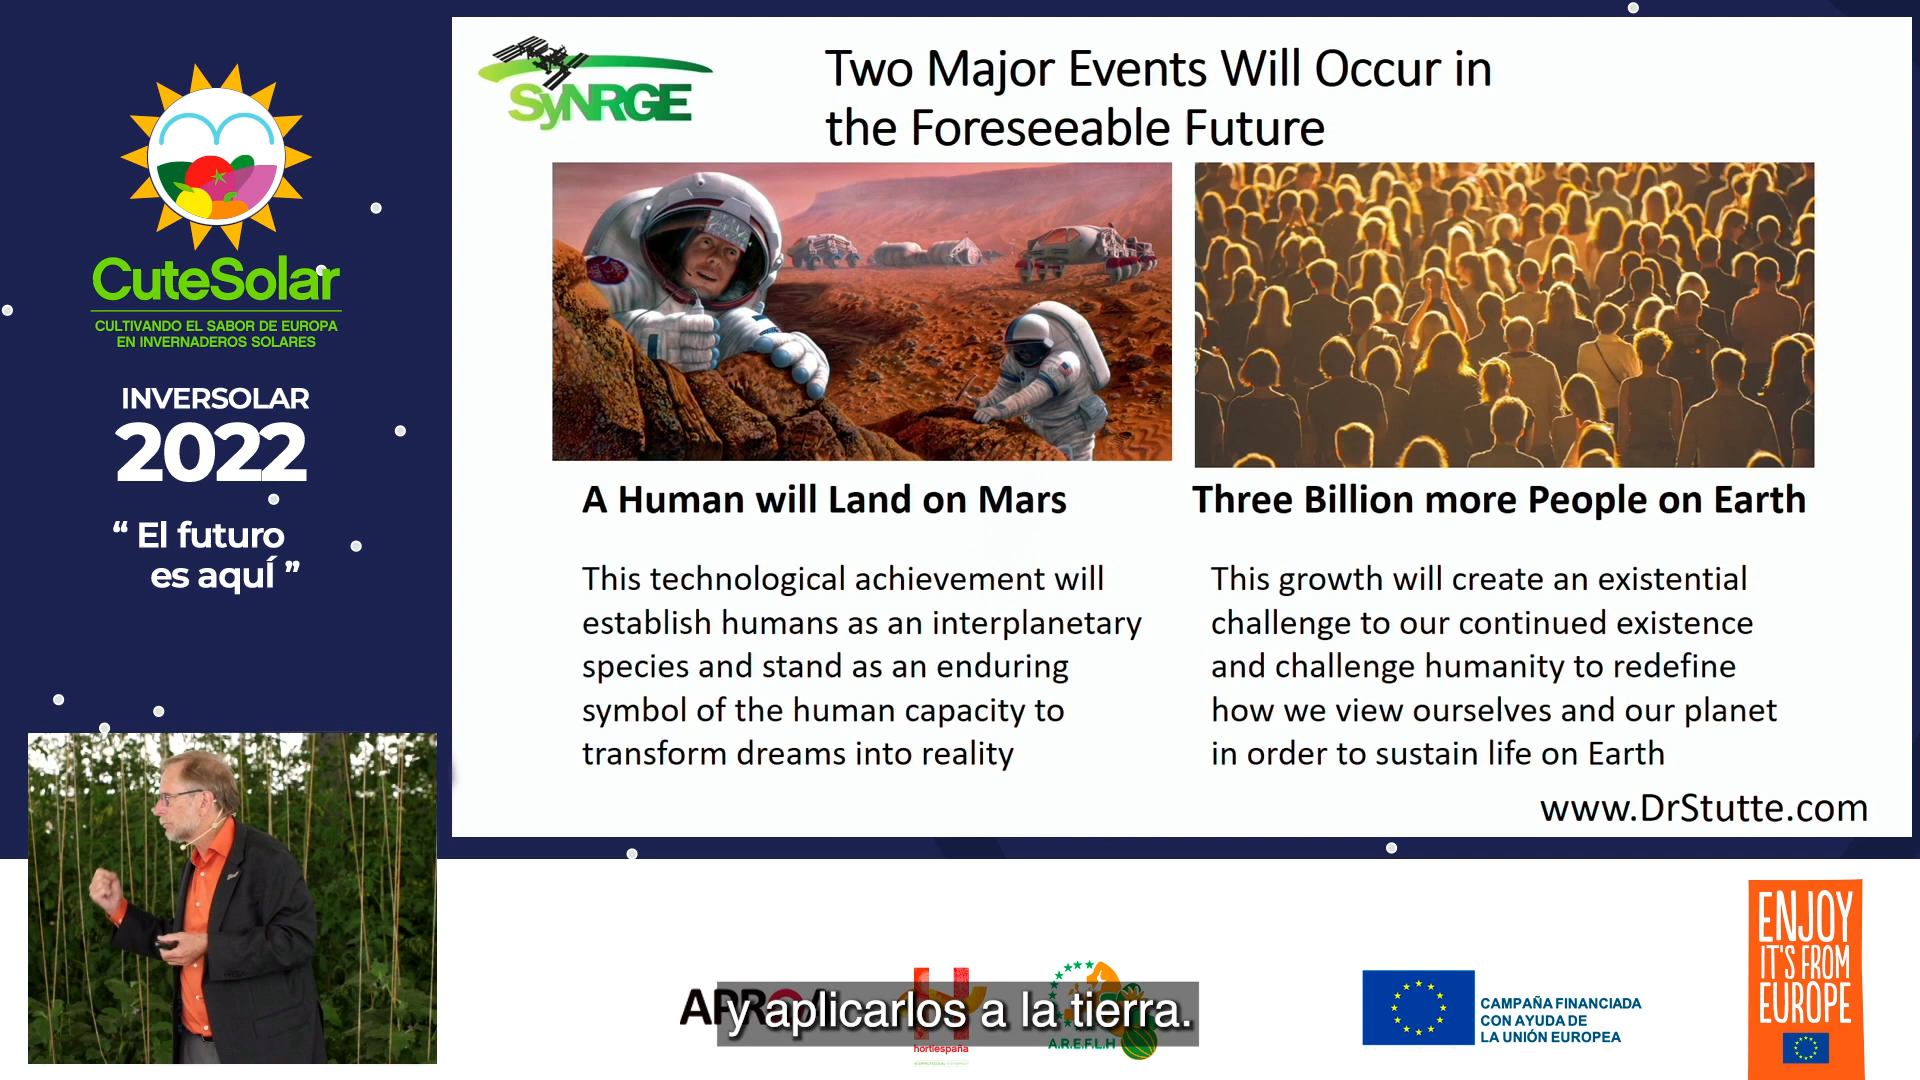 CuteSolar
CULTIVANDO EL SABOR DE EUROPA
EN INVERNADEROS SOLARES
INVERSOLAR
2022
“ El futuro
es aquÍ ”
SyNRGE
Two Major Events Will Occur in
the Foreseeable Future
A Human will Land on Mars
This technological achievement will
establish humans as an interplanetary
species and stand as an enduring
symbol of the human capacity to
transform dreams into reality
Three Billion more People on Earth
This growth will create an existential
challenge to our continued existence
and challenge humanity to redefine
how we view ourselves and our planet
in order to sustain life on Earth
www.DrStutte.com
y aplicarlos a la tierra.
hortiespaña
A.R.E.F.L.H
CAMPAÑA FINANCIADA
CON AYUDA DE
LA UNIÓN EUROPEA
ENJOY
IT'S FROM
EUROPE